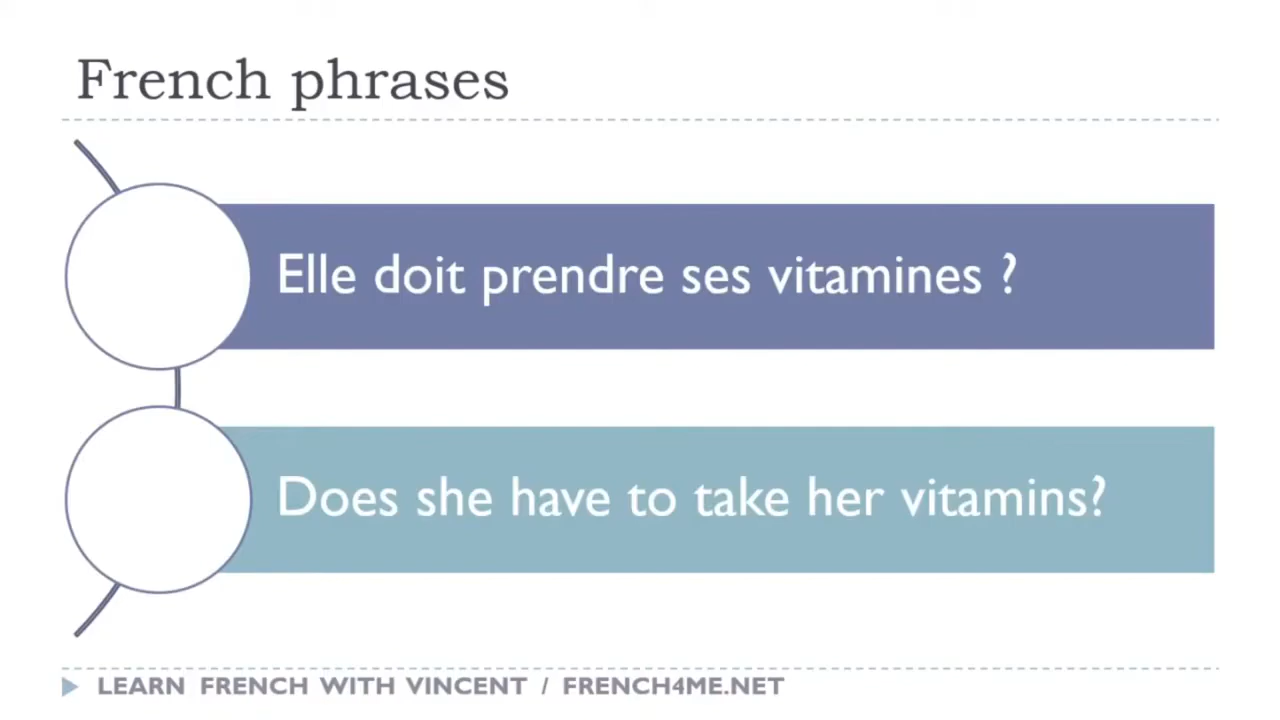 French phrases
Elle doit prendre ses vitamines ?
Does she have to take her vitamins?
LEARN FRENCH WITH VINCENT / FRENCH4ME.NET